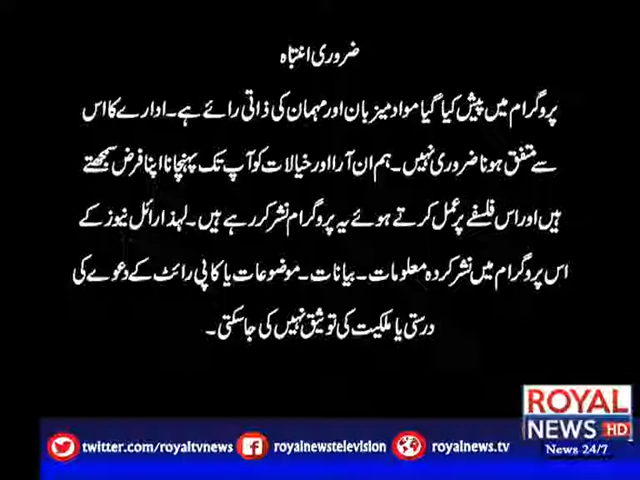 ضروری انتباہ
پروگرام میں پیش کیا گیا مواد میزبان اور مہمان کی ذاتی رائے ہے۔ ادارے کا اس
سے متفق ہونا ضروری نہیں۔ ہم ان آرا اور خیالات کو آپ تک پہنچانا اپنا فرض سمجھتے
ہیں اور اس فلسفے پر عمل کرتے ہوئے یہ پروگرام نشر کر رہے ہیں۔ لہذا رائل نیوز کے
اس پروگرام میں نشر کردہ معلومات۔ بیانات۔ موضوعات یا کاپی رائٹ کے دعوے کی
درستی یا ملکیت کی توثیق نہیں کی جا سکتی۔
ROYAL
NEWS HD
News 24/7
twitter.com/royaltvnews royalnewstelevision royalnews.tv